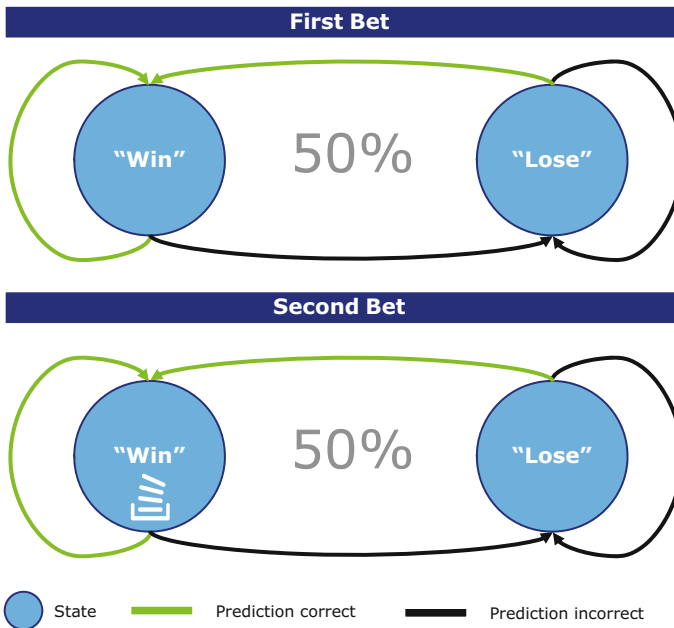 First Bet
“Win”
50%
“Lose”
Second Bet
“Win”
50%
“Lose”
State
Prediction correct
Prediction incorrect